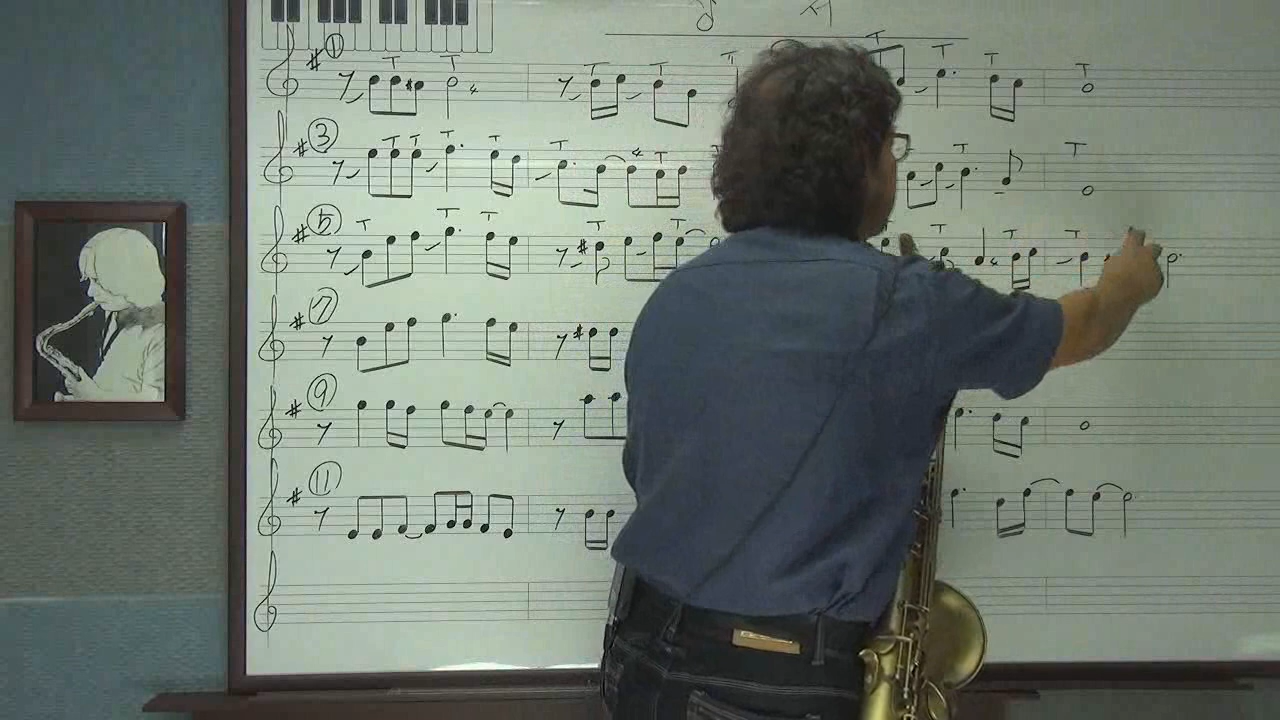 ① T T T T T T T T T
③ T T T T T T T T
⑤ T T T T T T T T
⑦
⑨
⑪